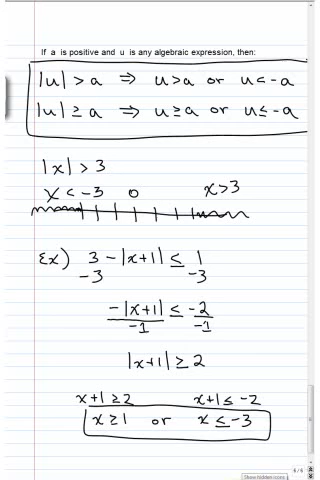 If a is positive and u is any algebraic expression, then:
|u| > a ⇒ u > a or u < -a
|u| ≥ a ⇒ u ≥ a or u ≤ -a
|x| > 3
x < -3 0 x > 3
Ex) 3 - |x+1| ≤ 1
-3 -3
-|x+1| ≤ -2
-1 -1
|x+1| ≥ 2
x+1 ≥ 2 x+1 ≤ -2
x ≥ 1 or x ≤ -3
6/6
Show hidden icons